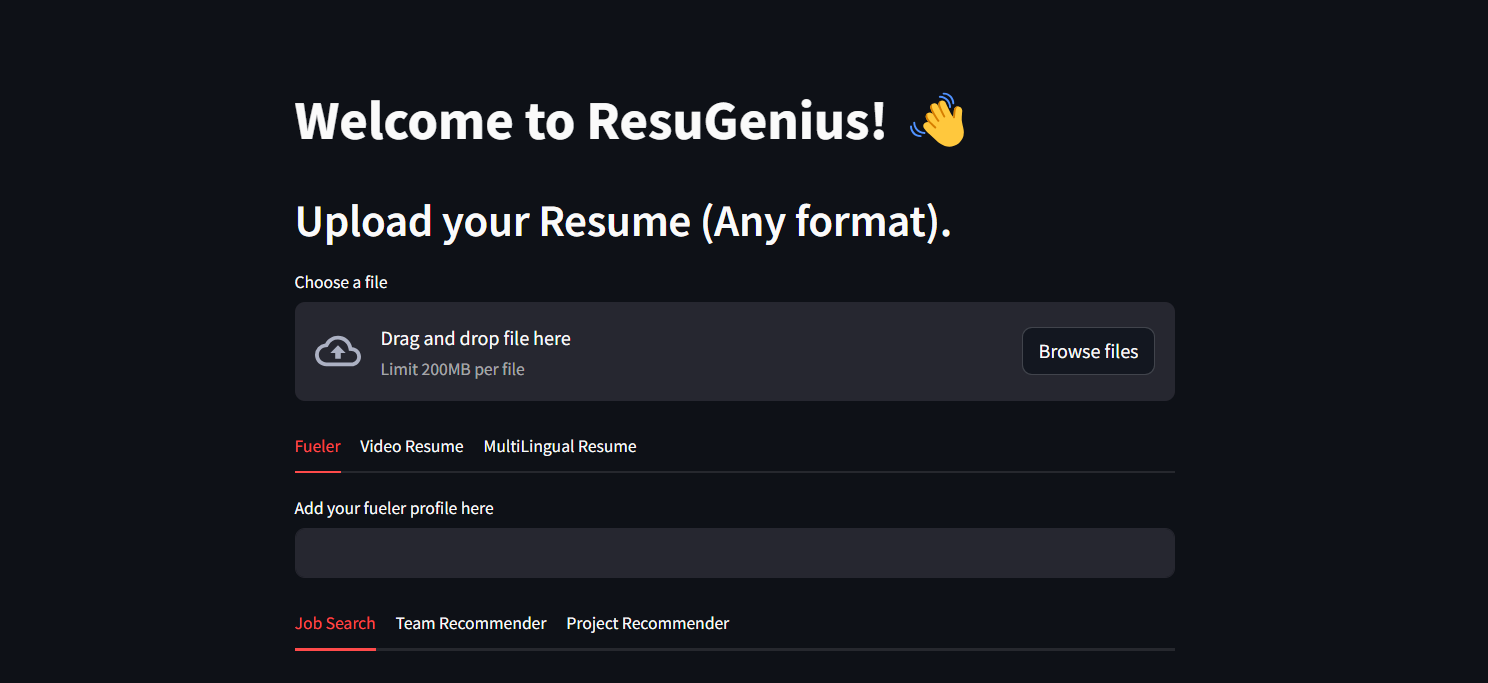 Welcome to ResuGenius! 👋
Upload your Resume (Any format).
Choose a file
Drag and drop file here
Limit 200MB per file
Browse files
Fueler Video Resume MultiLingual Resume
Add your fueler profile here
Job Search Team Recommender Project Recommender